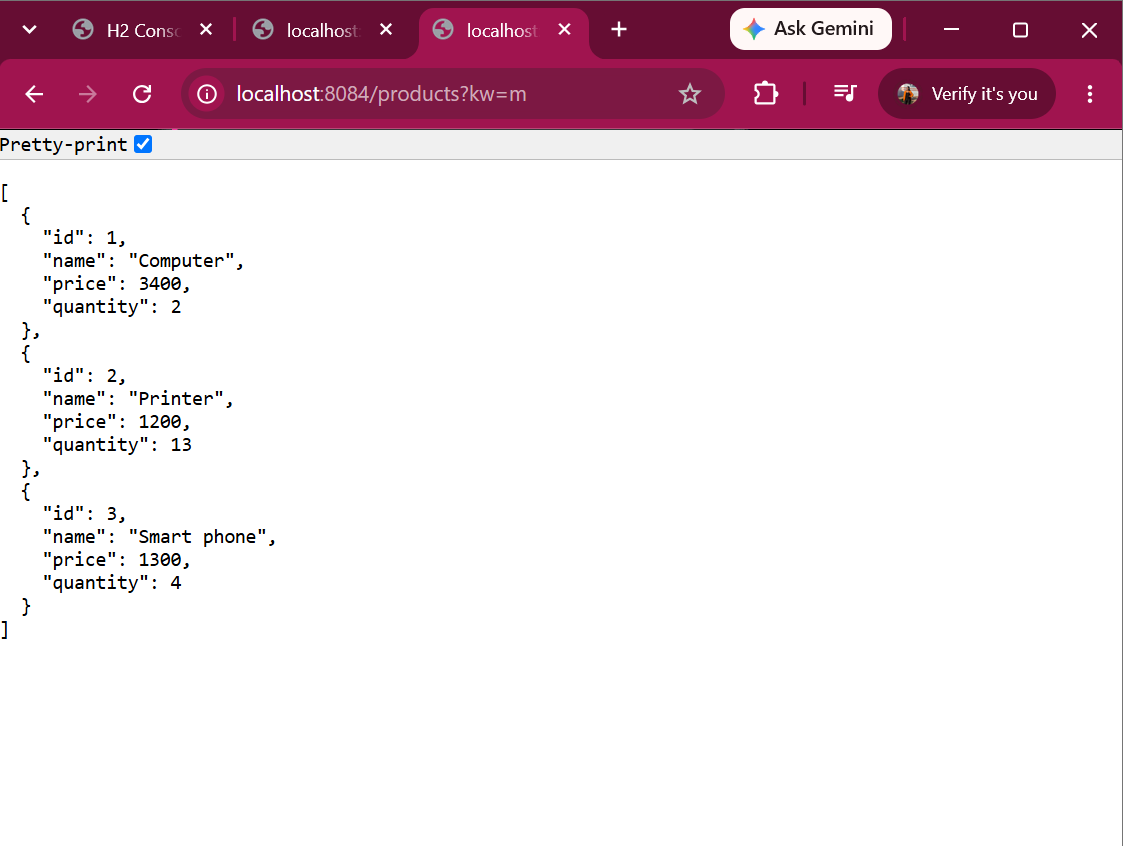 H2 Conso
localhost:
localhost
Ask Gemini
localhost:8084/products?kw=m
Verify it's you
Pretty-print
[
  {
    "id": 1,
    "name": "Computer",
    "price": 3400,
    "quantity": 2
  },
  {
    "id": 2,
    "name": "Printer",
    "price": 1200,
    "quantity": 13
  },
  {
    "id": 3,
    "name": "Smart phone",
    "price": 1300,
    "quantity": 4
  }
]